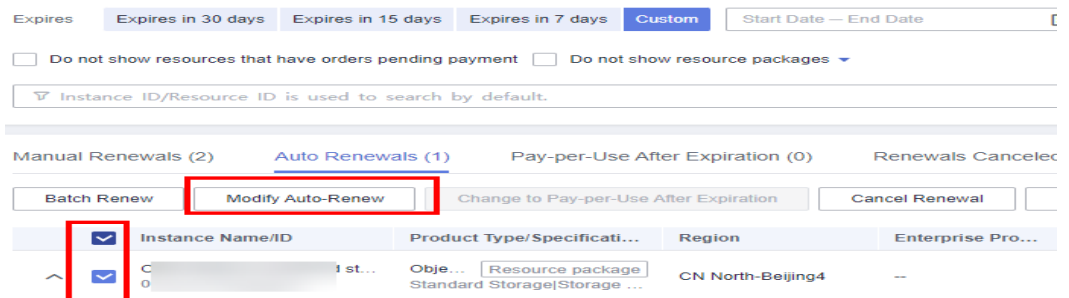 Expires Expires in 30 days Expires in 15 days Expires in 7 days Custom Start Date — End Date
Do not show resources that have orders pending payment Do not show resource packages
Instance ID/Resource ID is used to search by default.
Manual Renewals (2) Auto Renewals (1) Pay-per-Use After Expiration (0) Renewals Canceled
Batch Renew Modify Auto-Renew Change to Pay-per-Use After Expiration Cancel Renewal
Instance Name/ID Product Type/Specificati... Region Enterprise Pro...
st... Obje... Resource package CN North-Beijing4 --
0 Standard Storage|Storage ...